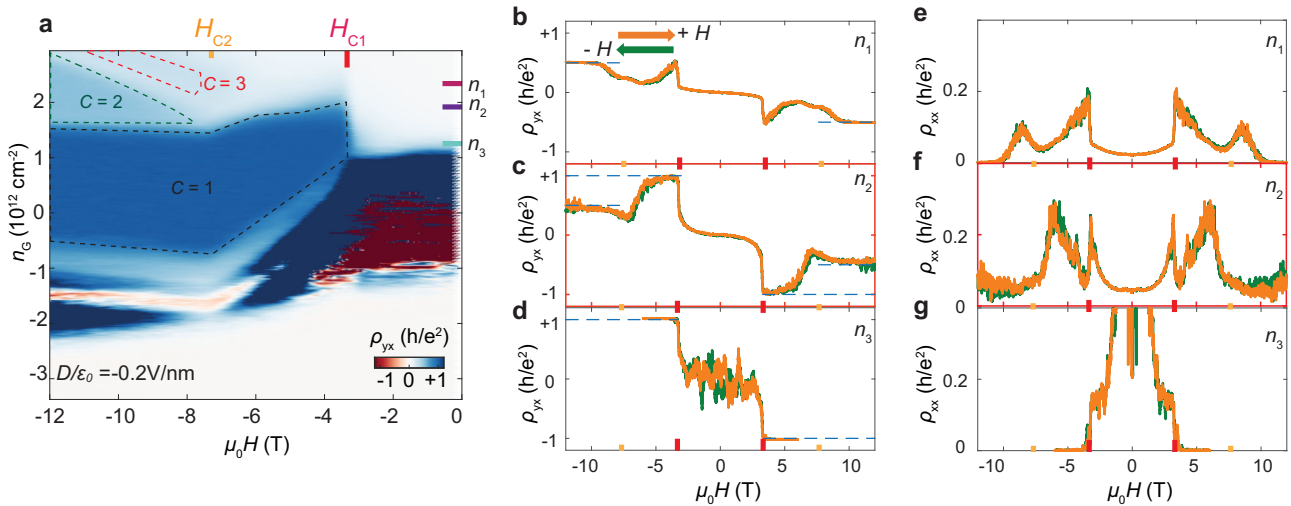 a
H_C2
H_C1
n_G (10^12 cm^-2)
2
1
0
-1
-2
-3
C = 3
C = 2
C = 1
n_1
n_2
n_3
ρ_yx (h/e²)
-1 0 +1
D/ε_0 =-0.2V/nm
-12 -10 -8 -6 -4 -2 0
μ_0H (T)
b
- H
+ H
n_1
ρ_yx (h/e²)
+1
0
-1
c
n_2
ρ_yx (h/e²)
+1
0
-1
d
n_3
ρ_yx (h/e²)
+1
0
-1
-10 -5 0 5 10
μ_0H (T)
e
n_1
ρ_xx (h/e²)
0.2
0
f
n_2
ρ_xx (h/e²)
0.2
0
g
n_3
ρ_xx (h/e²)
0.2
0
-10 -5 0 5 10
μ_0H (T)